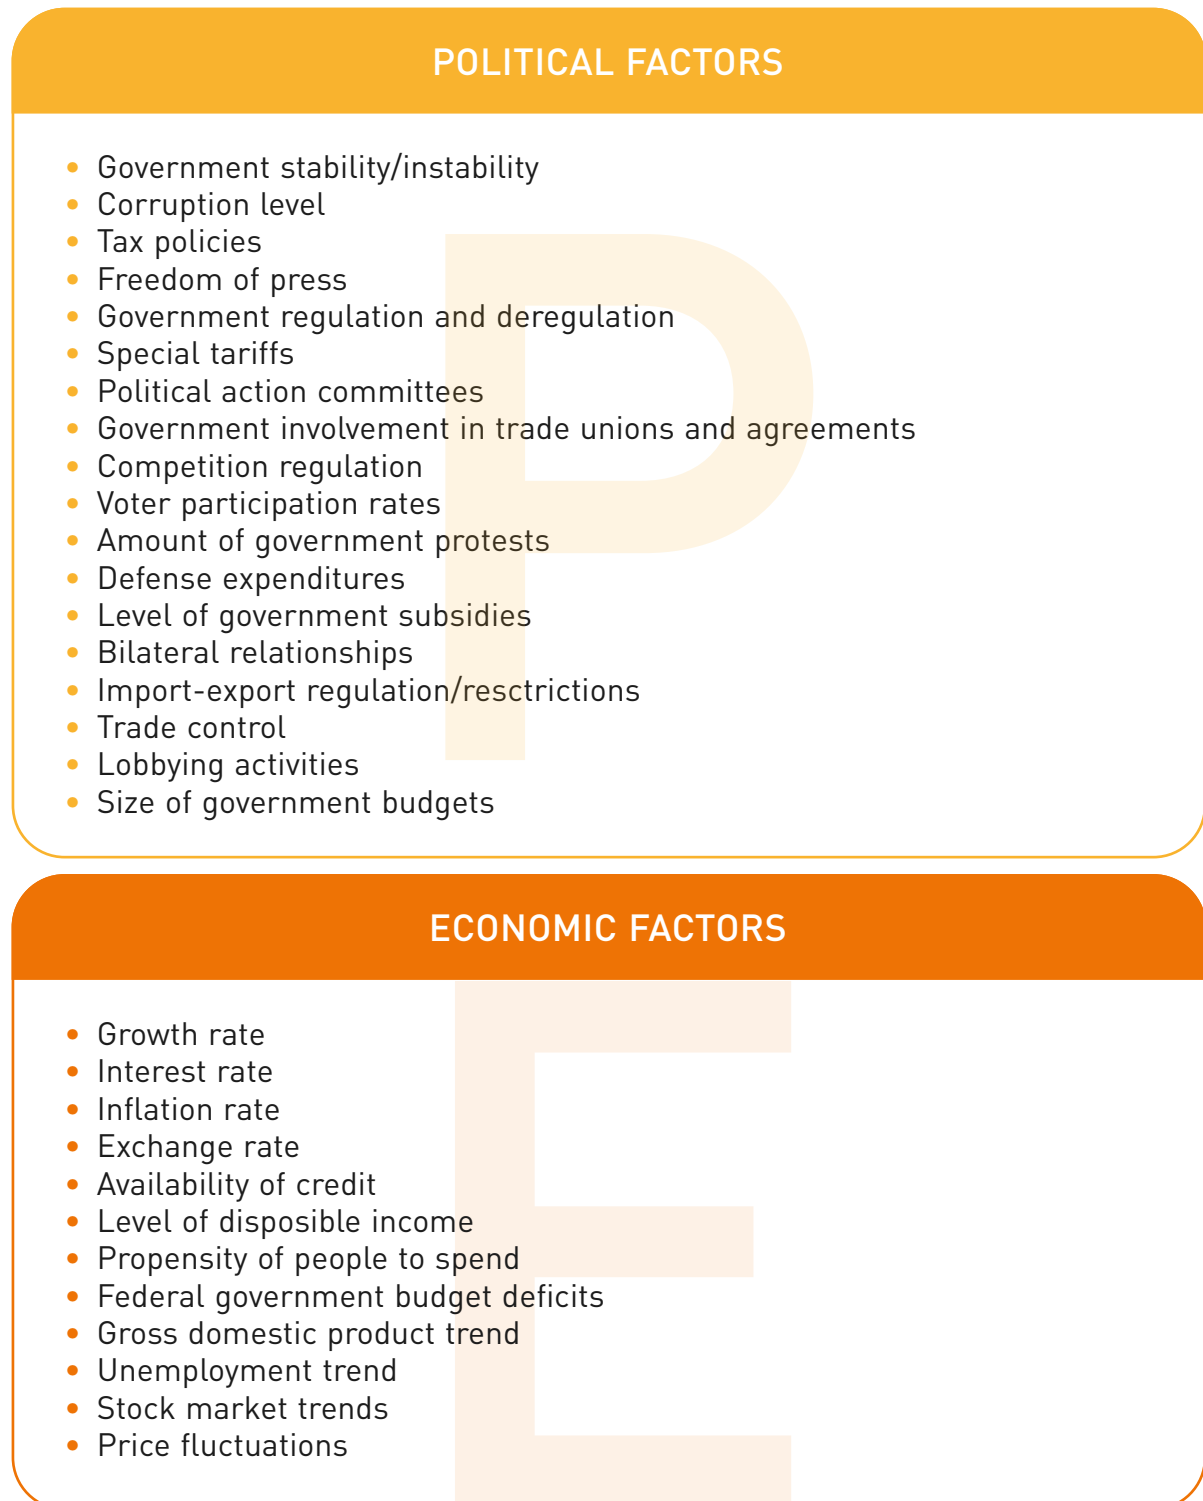 POLITICAL FACTORS
• Government stability/instability
• Corruption level
• Tax policies
• Freedom of press
• Government regulation and deregulation
• Special tariffs
• Political action committees
• Government involvement in trade unions and agreements
• Competition regulation
• Voter participation rates
• Amount of government protests
• Defense expenditures
• Level of government subsidies
• Bilateral relationships
• Import-export regulation/resctrictions
• Trade control
• Lobbying activities
• Size of government budgets
P
ECONOMIC FACTORS
• Growth rate
• Interest rate
• Inflation rate
• Exchange rate
• Availability of credit
• Level of disposible income
• Propensity of people to spend
• Federal government budget deficits
• Gross domestic product trend
• Unemployment trend
• Stock market trends
• Price fluctuations
E